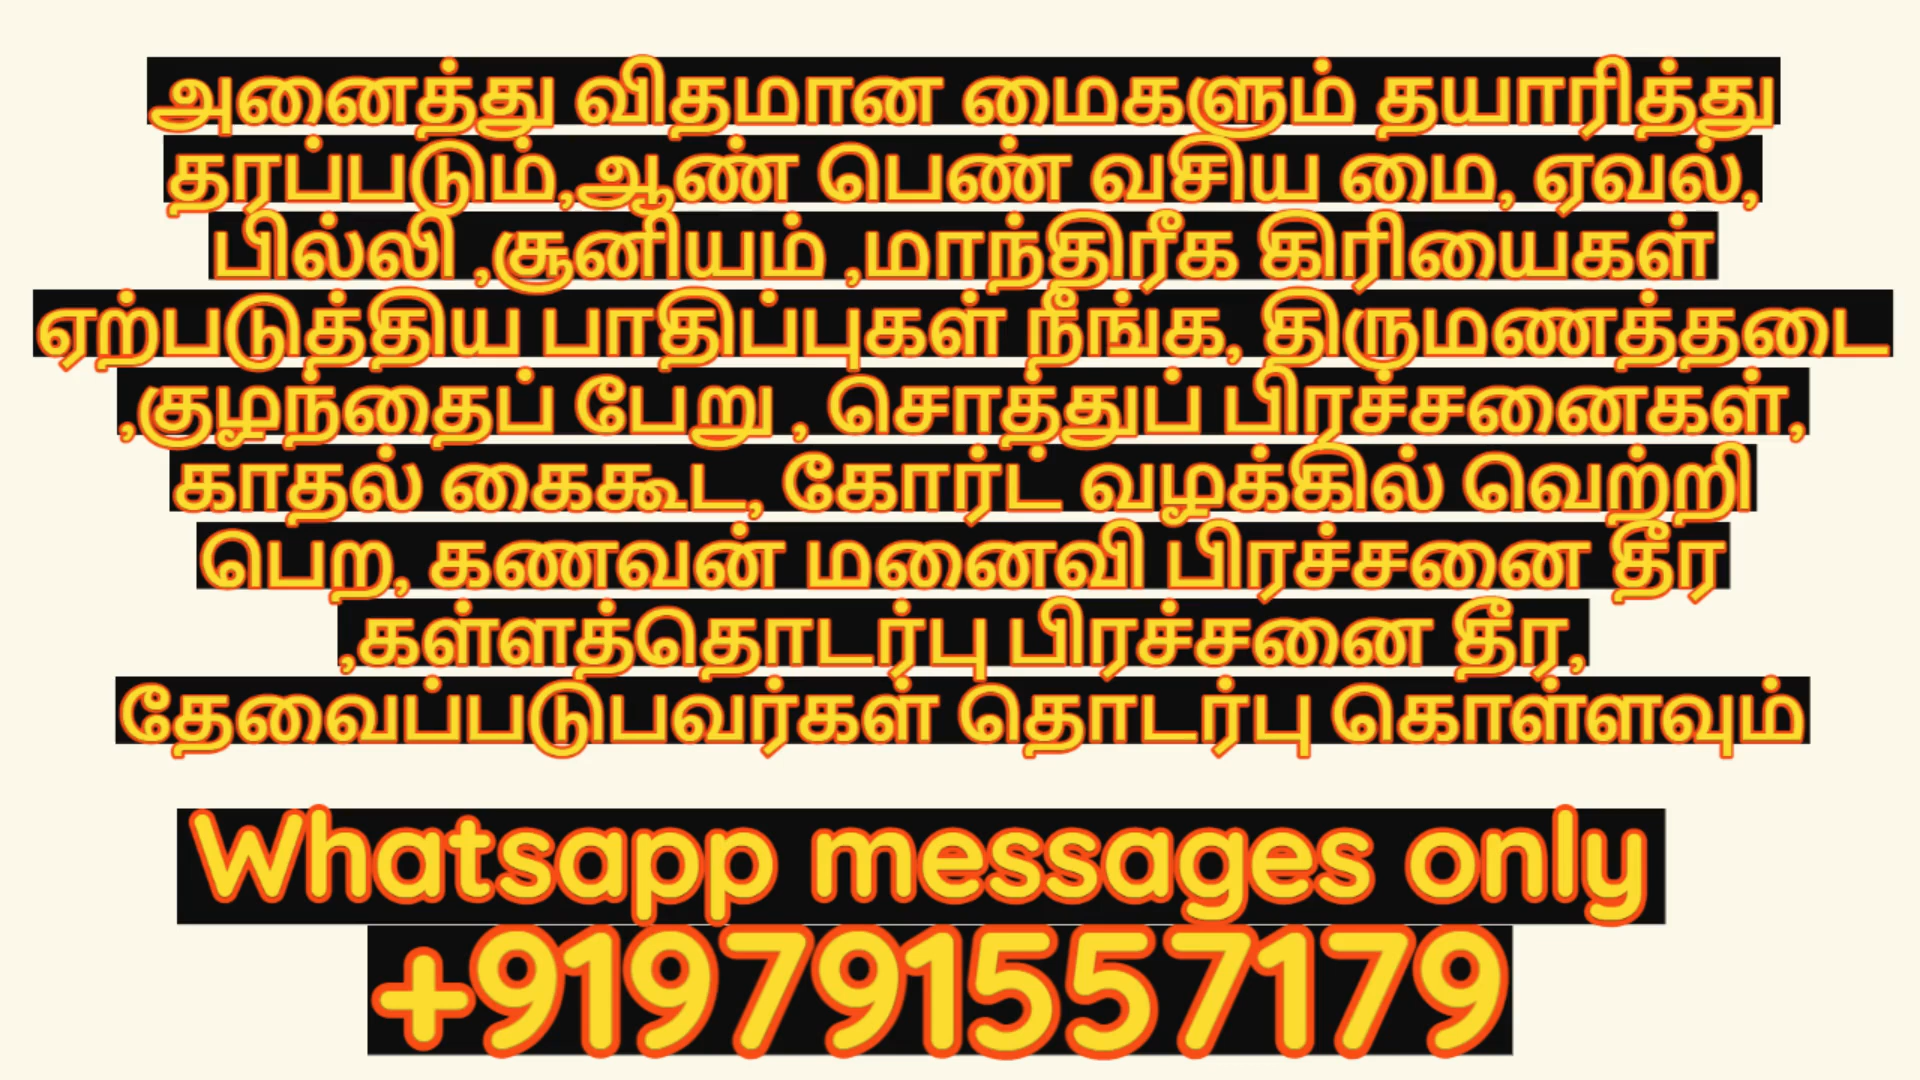 அனைத்து விதமான மைகளும் தயாரித்து
தரப்படும்,ஆண் பெண் வசிய மை, ஏவல்,
பில்லி ,சூனியம் ,மாந்திரீக கிரியைகள்
ஏற்படுத்திய பாதிப்புகள் நீங்க, திருமணத்தடை
,குழந்தைப் பேறு , சொத்துப் பிரச்சனைகள்,
காதல் கைகூட, கோர்ட் வழக்கில் வெற்றி
பெற, கணவன் மனைவி பிரச்சனை தீர
,கள்ளத்தொடர்பு பிரச்சனை தீர,
தேவைப்படுபவர்கள் தொடர்பு கொள்ளவும்
Whatsapp messages only
+919791557179